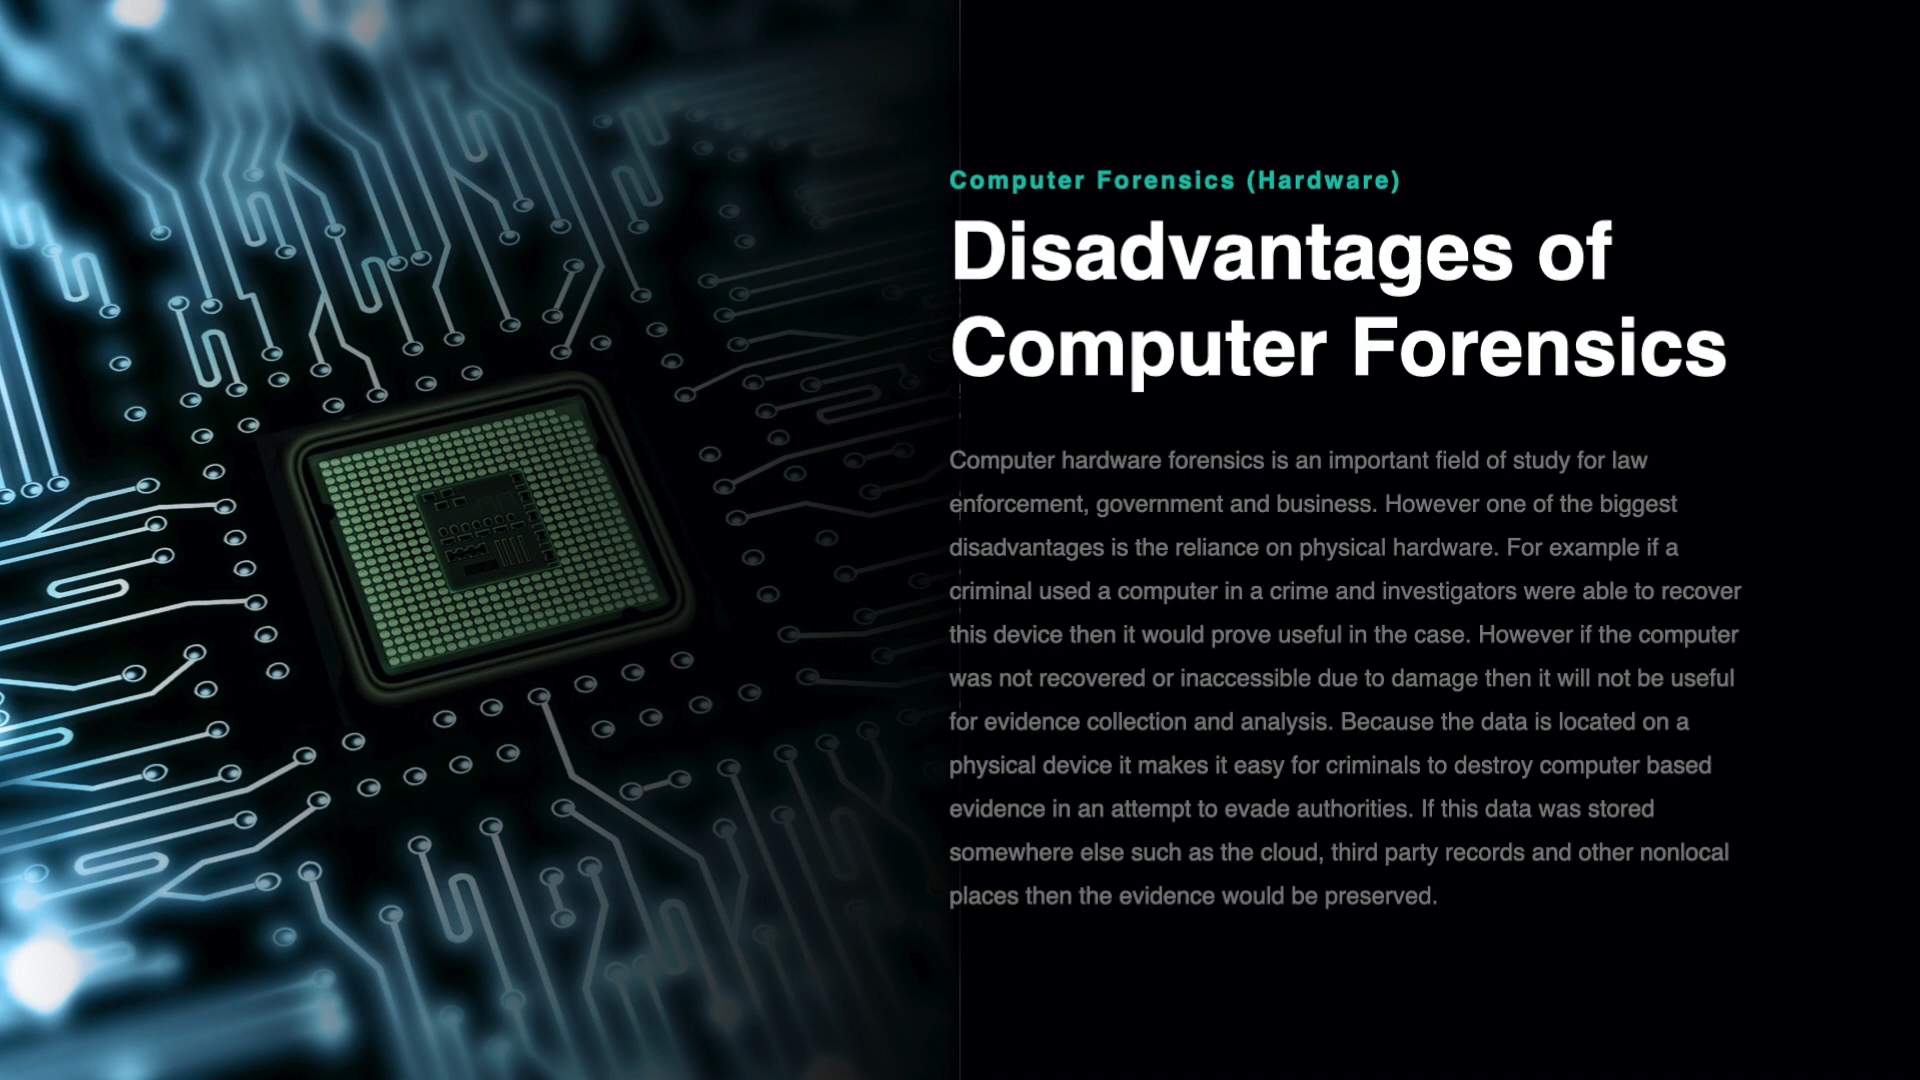 Computer Forensics (Hardware)
Disadvantages of
Computer Forensics
Computer hardware forensics is an important field of study for law
enforcement, government and business. However one of the biggest
disadvantages is the reliance on physical hardware. For example if a
criminal used a computer in a crime and investigators were able to recover
this device then it would prove useful in the case. However if the computer
was not recovered or inaccessible due to damage then it will not be useful
for evidence collection and analysis. Because the data is located on a
physical device it makes it easy for criminals to destroy computer based
evidence in an attempt to evade authorities. If this data was stored
somewhere else such as the cloud, third party records and other nonlocal
places then the evidence would be preserved.